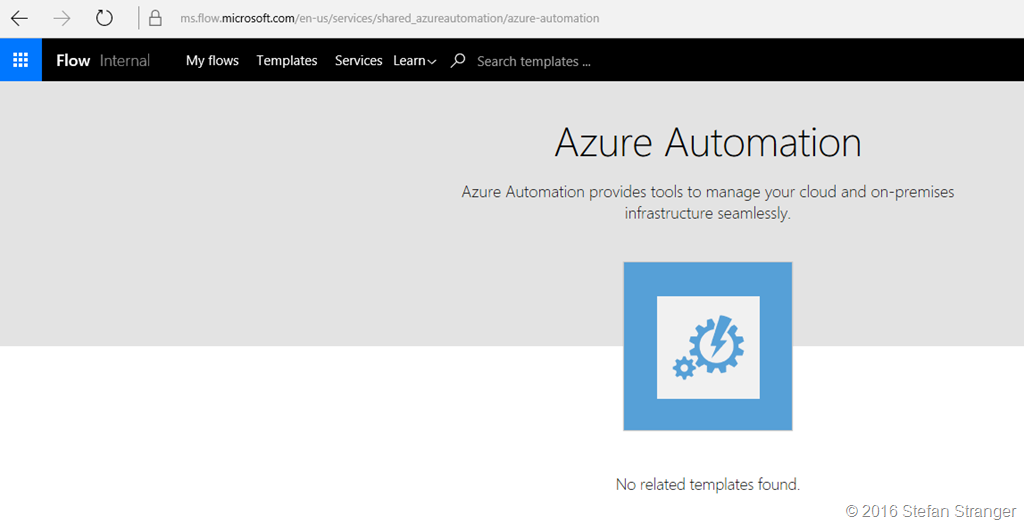 ms.flow.microsoft.com/en-us/services/shared_azureautomation/azure-automation
Flow Internal My flows Templates Services Learn Search templates ...
Azure Automation
Azure Automation provides tools to manage your cloud and on-premises
infrastructure seamlessly.
No related templates found.
© 2016 Stefan Stranger